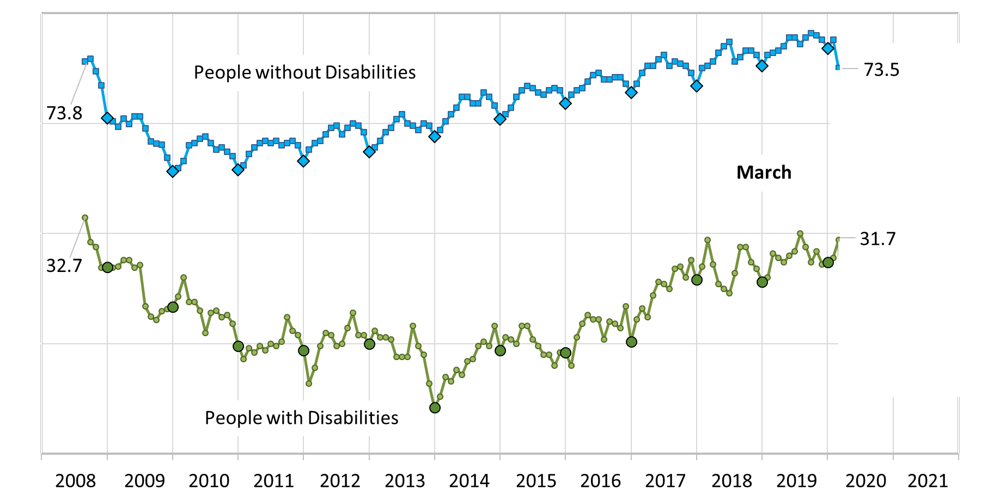 People without Disabilities
73.5
73.8
March
31.7
32.7
People with Disabilities
2008 2009 2010 2011 2012 2013 2014 2015 2016 2017 2018 2019 2020 2021